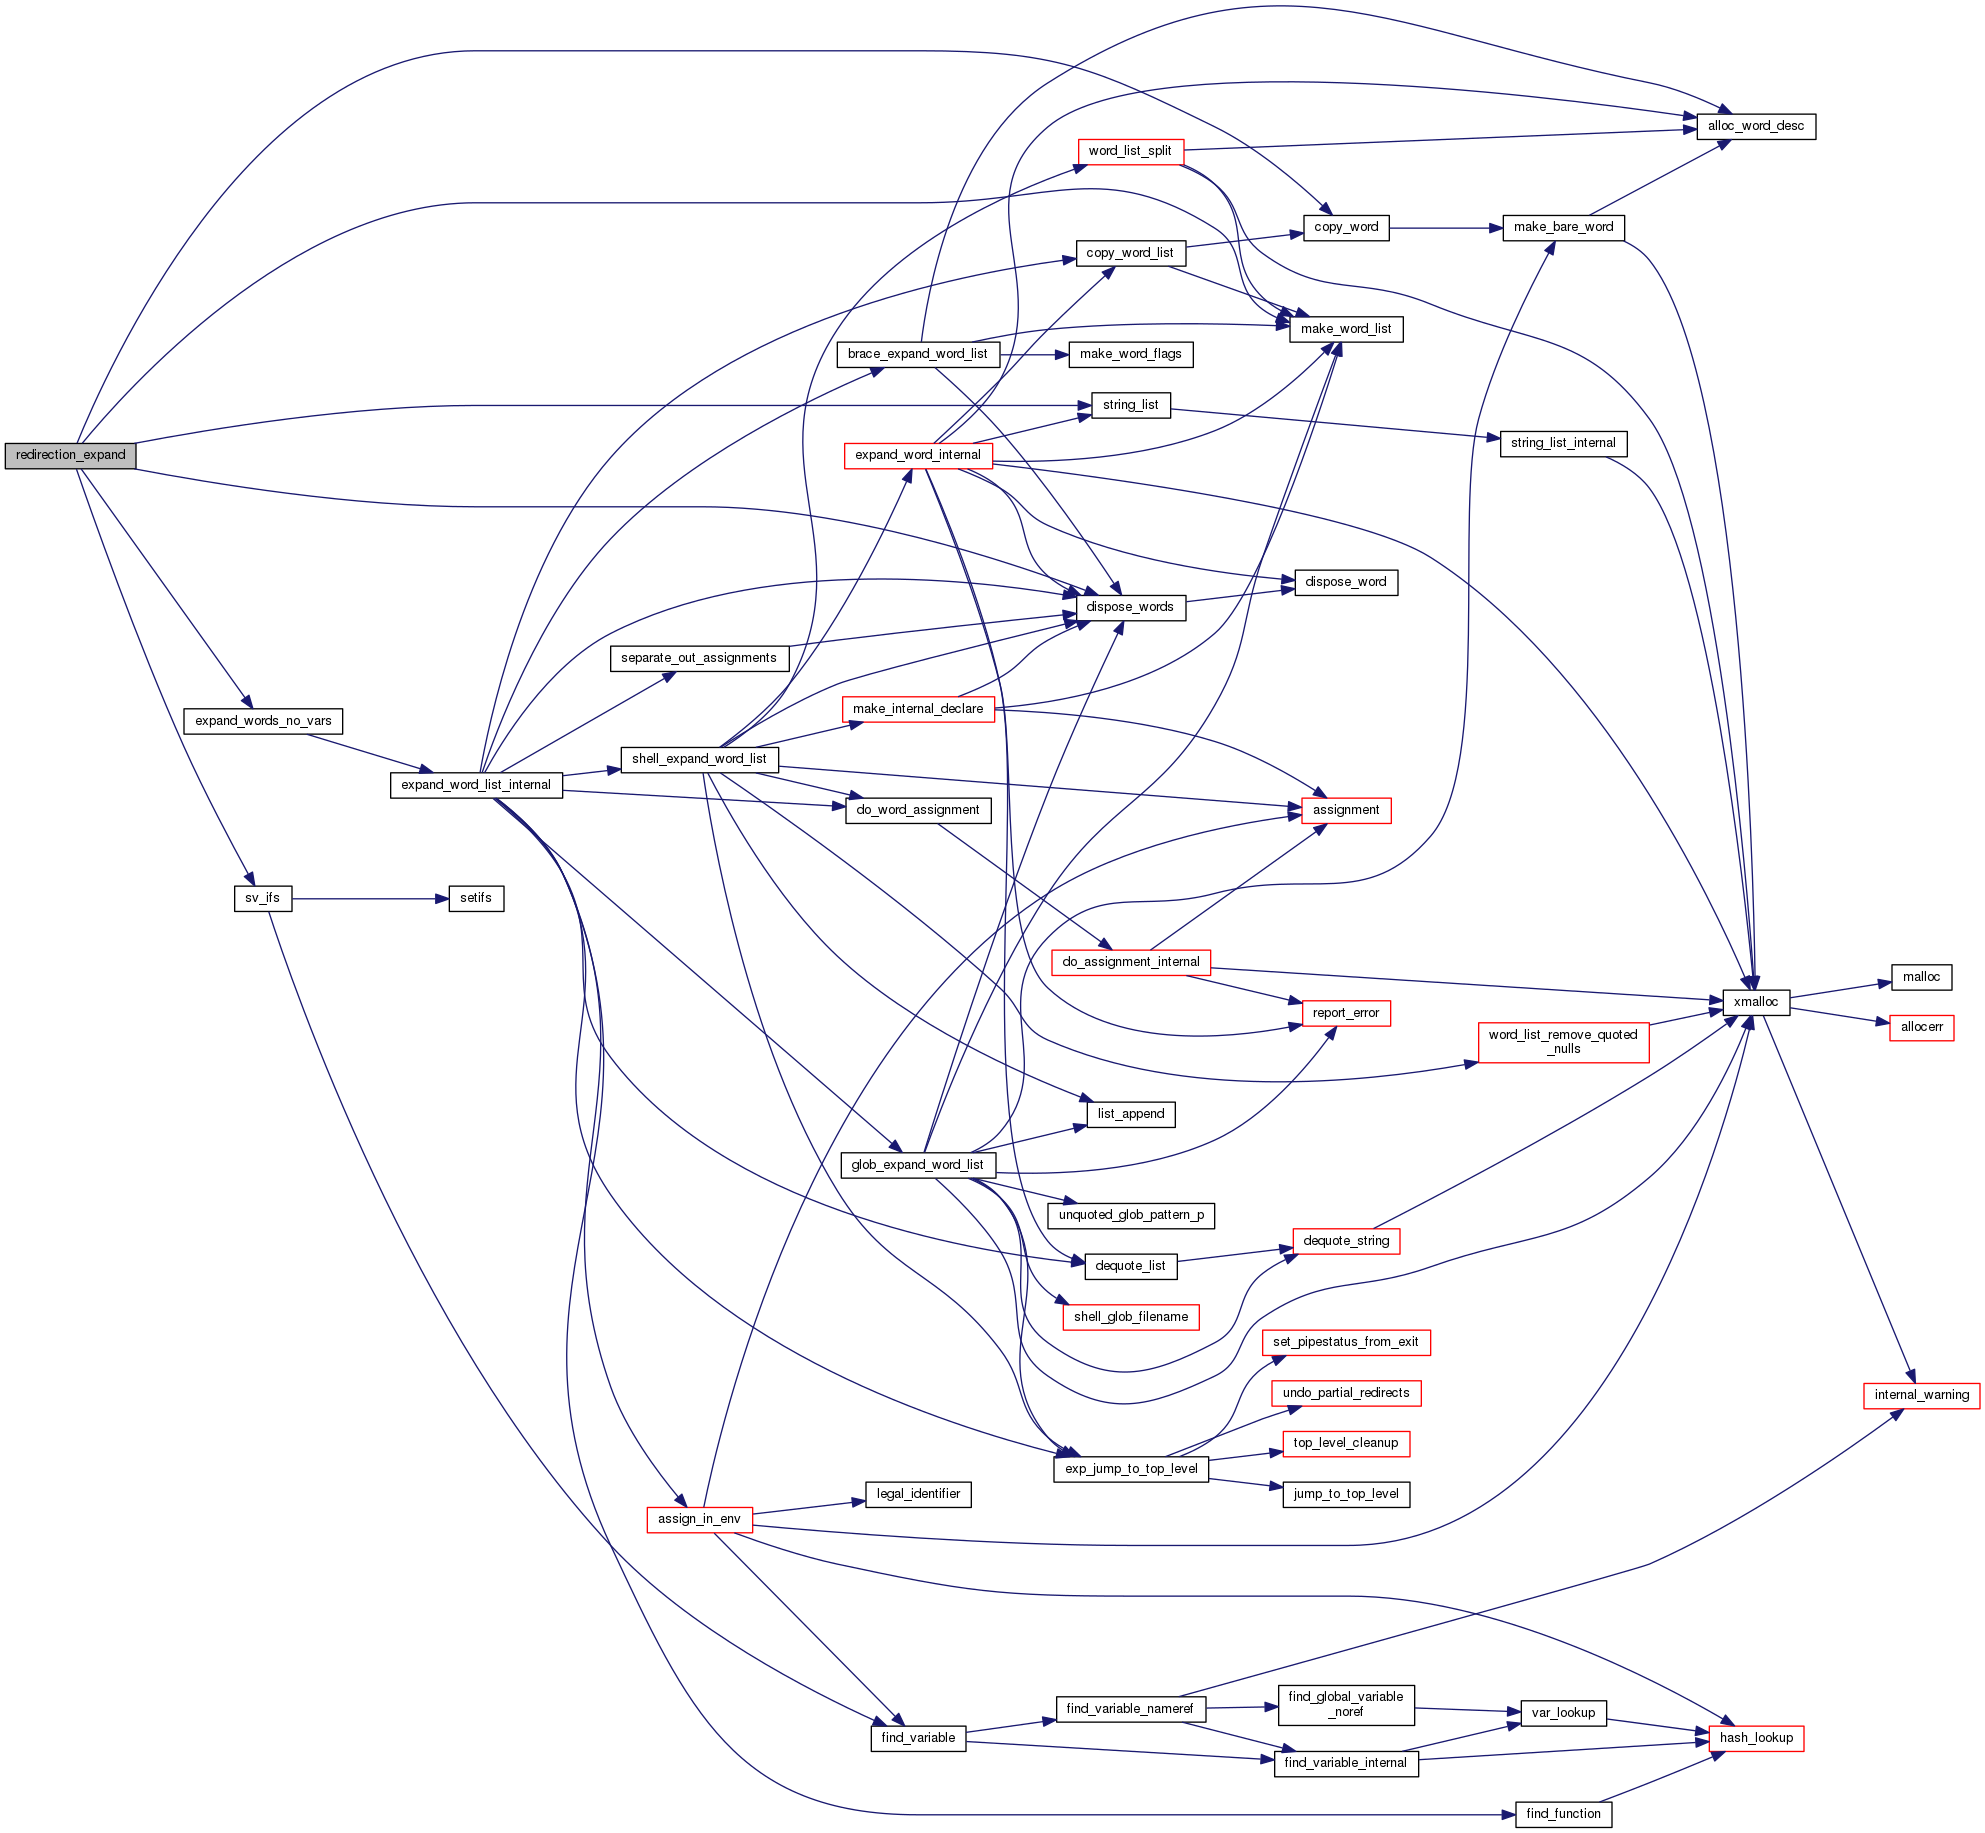 alloc_word_desc
word_list_split
copy_word
make_bare_word
copy_word_list
make_word_list
brace_expand_word_list
make_word_flags
string_list
string_list_internal
redirection_expand
expand_word_internal
dispose_word
dispose_words
separate_out_assignments
make_internal_declare
expand_words_no_vars
shell_expand_word_list
expand_word_list_internal
do_word_assignment
assignment
sv_ifs
setifs
do_assignment_internal
malloc
xmalloc
report_error
allocerr
word_list_remove_quoted
_nulls
list_append
glob_expand_word_list
unquoted_glob_pattern_p
dequote_string
dequote_list
shell_glob_filename
set_pipestatus_from_exit
undo_partial_redirects
internal_warning
top_level_cleanup
exp_jump_to_top_level
jump_to_top_level
legal_identifier
assign_in_env
find_variable_nameref
find_global_variable
_noref
var_lookup
find_variable
hash_lookup
find_variable_internal
find_function